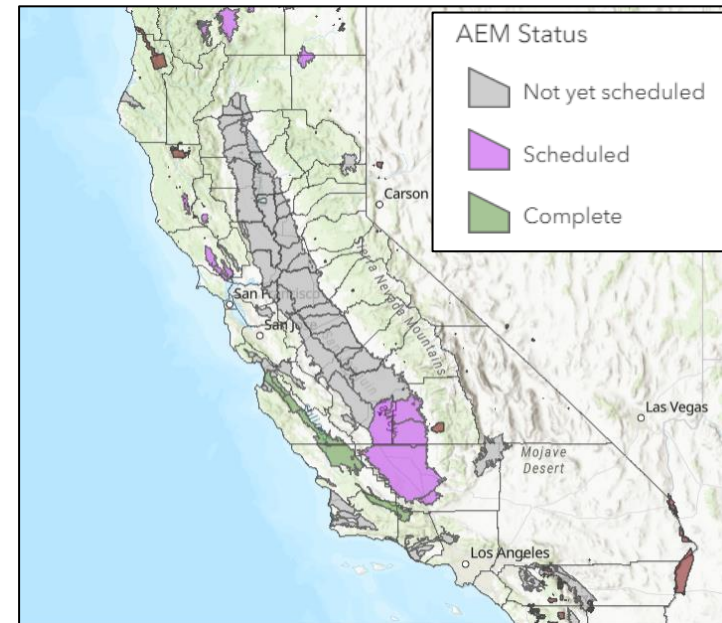 AEM Status
Not yet scheduled
Scheduled
Complete
Carson
San Francisco
San Jose
Nevada Mountains
Las Vegas
Mojave
Desert
Los Angeles